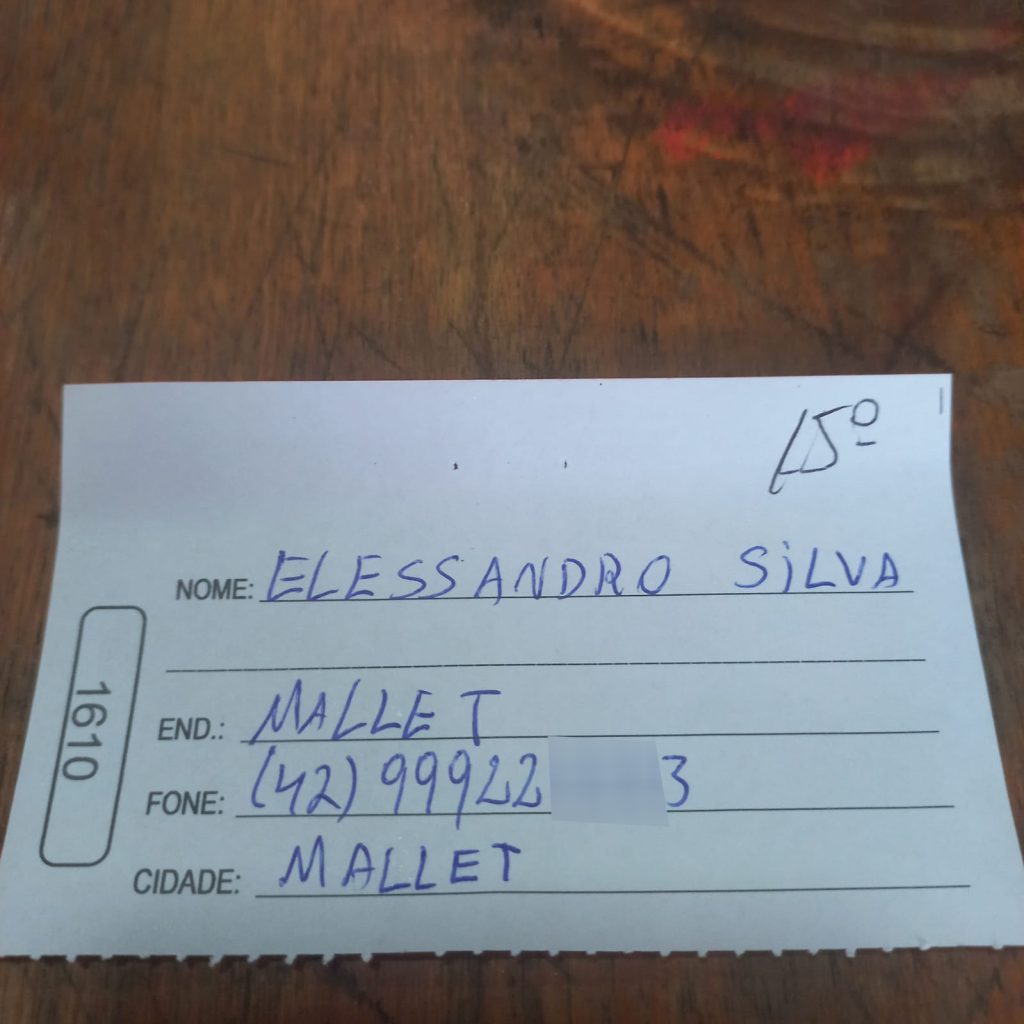 15º
NOME: ELESSANDRO SiLVA
1610
END.: MALLET
FONE: (42) 99922 3
CIDADE: MALLET